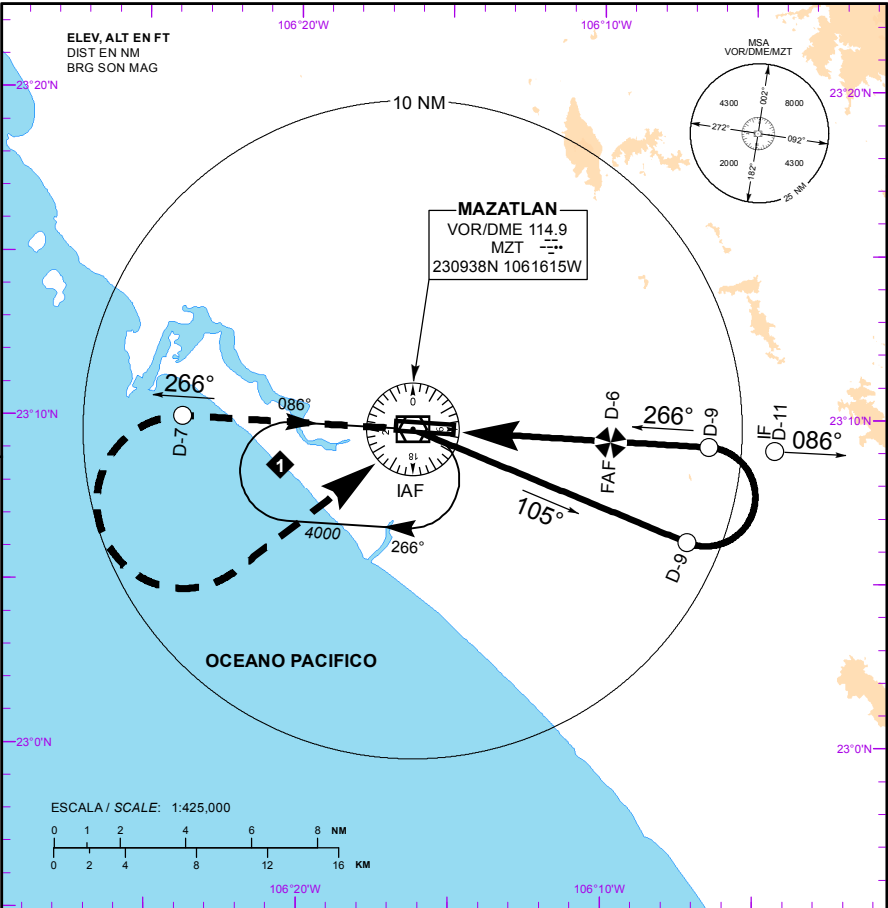 106°20'W
106°10'W
ELEV, ALT EN FT
DIST EN NM
BRG SON MAG
MSA
VOR/DME/MZT
23°20'N
23°20'N
4300
002°
8000
272°
092°
2000
182°
4300
25 NM
10 NM
MAZATLAN
VOR/DME 114.9
MZT
230938N 1061615W
266°
086°
D-7
23°10'N
23°10'N
0
18
IAF
D-6
FAF
266°
D-9
IF
D-11
086°
1
4000
266°
105°
D-9
OCEANO PACIFICO
23°0'N
23°0'N
ESCALA / SCALE: 1:425,000
0 1 2 4 6 8 NM
0 2 4 8 12 16 KM
106°20'W
106°10'W